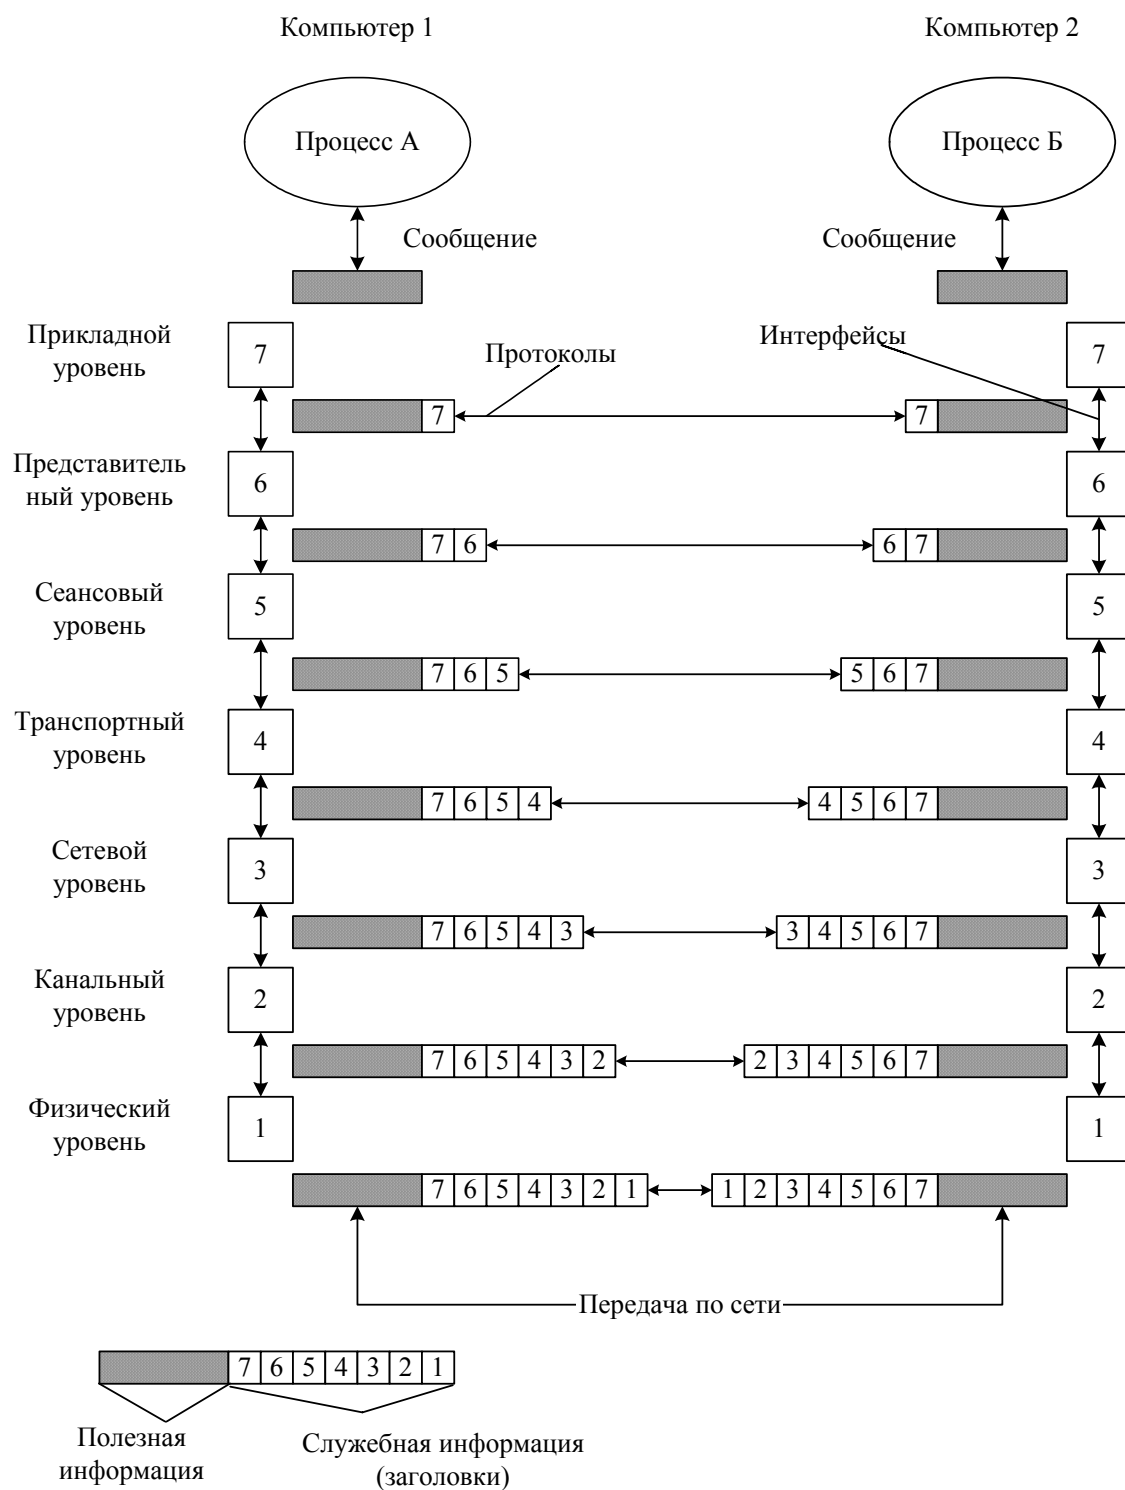 Компьютер 1
Компьютер 2
Процесс А
Процесс Б
Сообщение
Сообщение
Прикладной
уровень
7
Протоколы
Интерфейсы
7
7
7
Представитель
ный уровень
6
6
7 6
6 7
Сеансовый
уровень
5
5
7 6 5
5 6 7
Транспортный
уровень
4
4
7 6 5 4
4 5 6 7
Сетевой
уровень
3
3
7 6 5 4 3
3 4 5 6 7
Канальный
уровень
2
2
7 6 5 4 3 2
2 3 4 5 6 7
Физический
уровень
1
1
7 6 5 4 3 2 1
1 2 3 4 5 6 7
Передача по сети
7 6 5 4 3 2 1
Полезная
информация
Служебная информация
(заголовки)